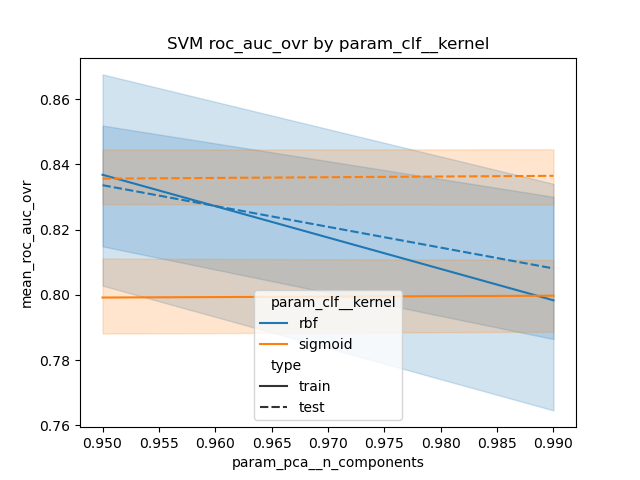 SVM roc_auc_ovr by param_clf__kernel
mean_roc_auc_ovr
0.86
0.84
0.82
0.80
0.78
0.76
param_clf__kernel
rbf
sigmoid
type
train
test
0.950 0.955 0.960 0.965 0.970 0.975 0.980 0.985 0.990
param_pca__n_components